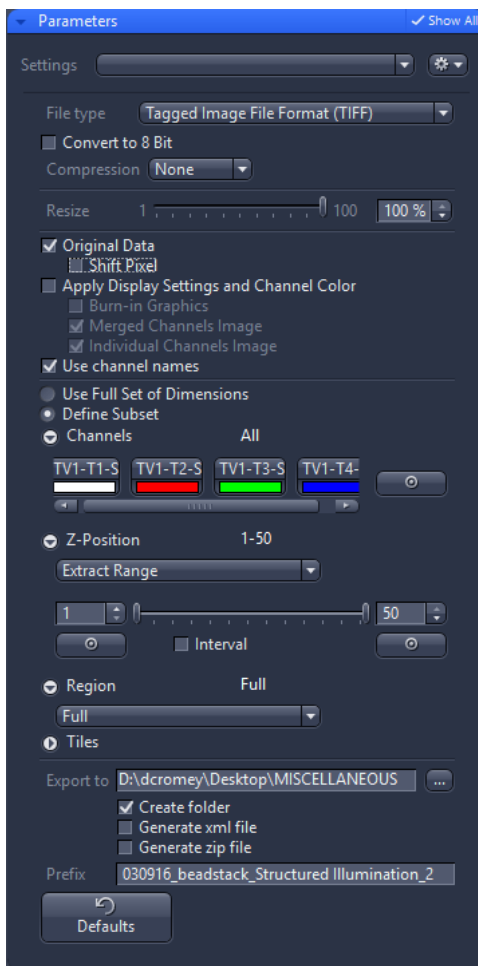 Parameters Show All
Settings
File type Tagged Image File Format (TIFF)
Convert to 8 Bit
Compression None
Resize 1 100 100 %
Original Data
Shift Pixel
Apply Display Settings and Channel Color
Burn-in Graphics
Merged Channels Image
Individual Channels Image
Use channel names
Use Full Set of Dimensions
Define Subset
Channels All
TV1-T1-S TV1-T2-S TV1-T3-S TV1-T4-
Z-Position 1-50
Extract Range
1 50
Interval
Region Full
Full
Tiles
Export to D:\dcromey\Desktop\MISCELLANEOUS ...
Create folder
Generate xml file
Generate zip file
Prefix 030916_beadstack_Structured Illumination_2
Defaults